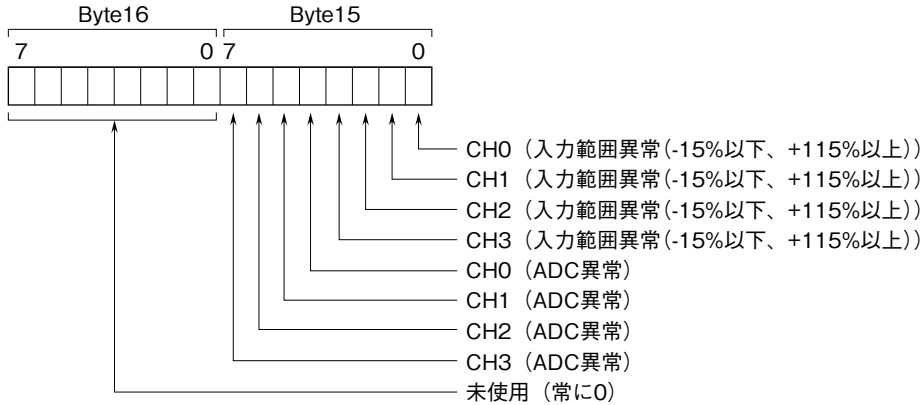 Byte16 Byte15
7 0 7 0
CH0（入力範囲異常(-15%以下、+115%以上)）
CH1（入力範囲異常(-15%以下、+115%以上)）
CH2（入力範囲異常(-15%以下、+115%以上)）
CH3（入力範囲異常(-15%以下、+115%以上)）
CH0（ADC異常）
CH1（ADC異常）
CH2（ADC異常）
CH3（ADC異常）
未使用（常に0）